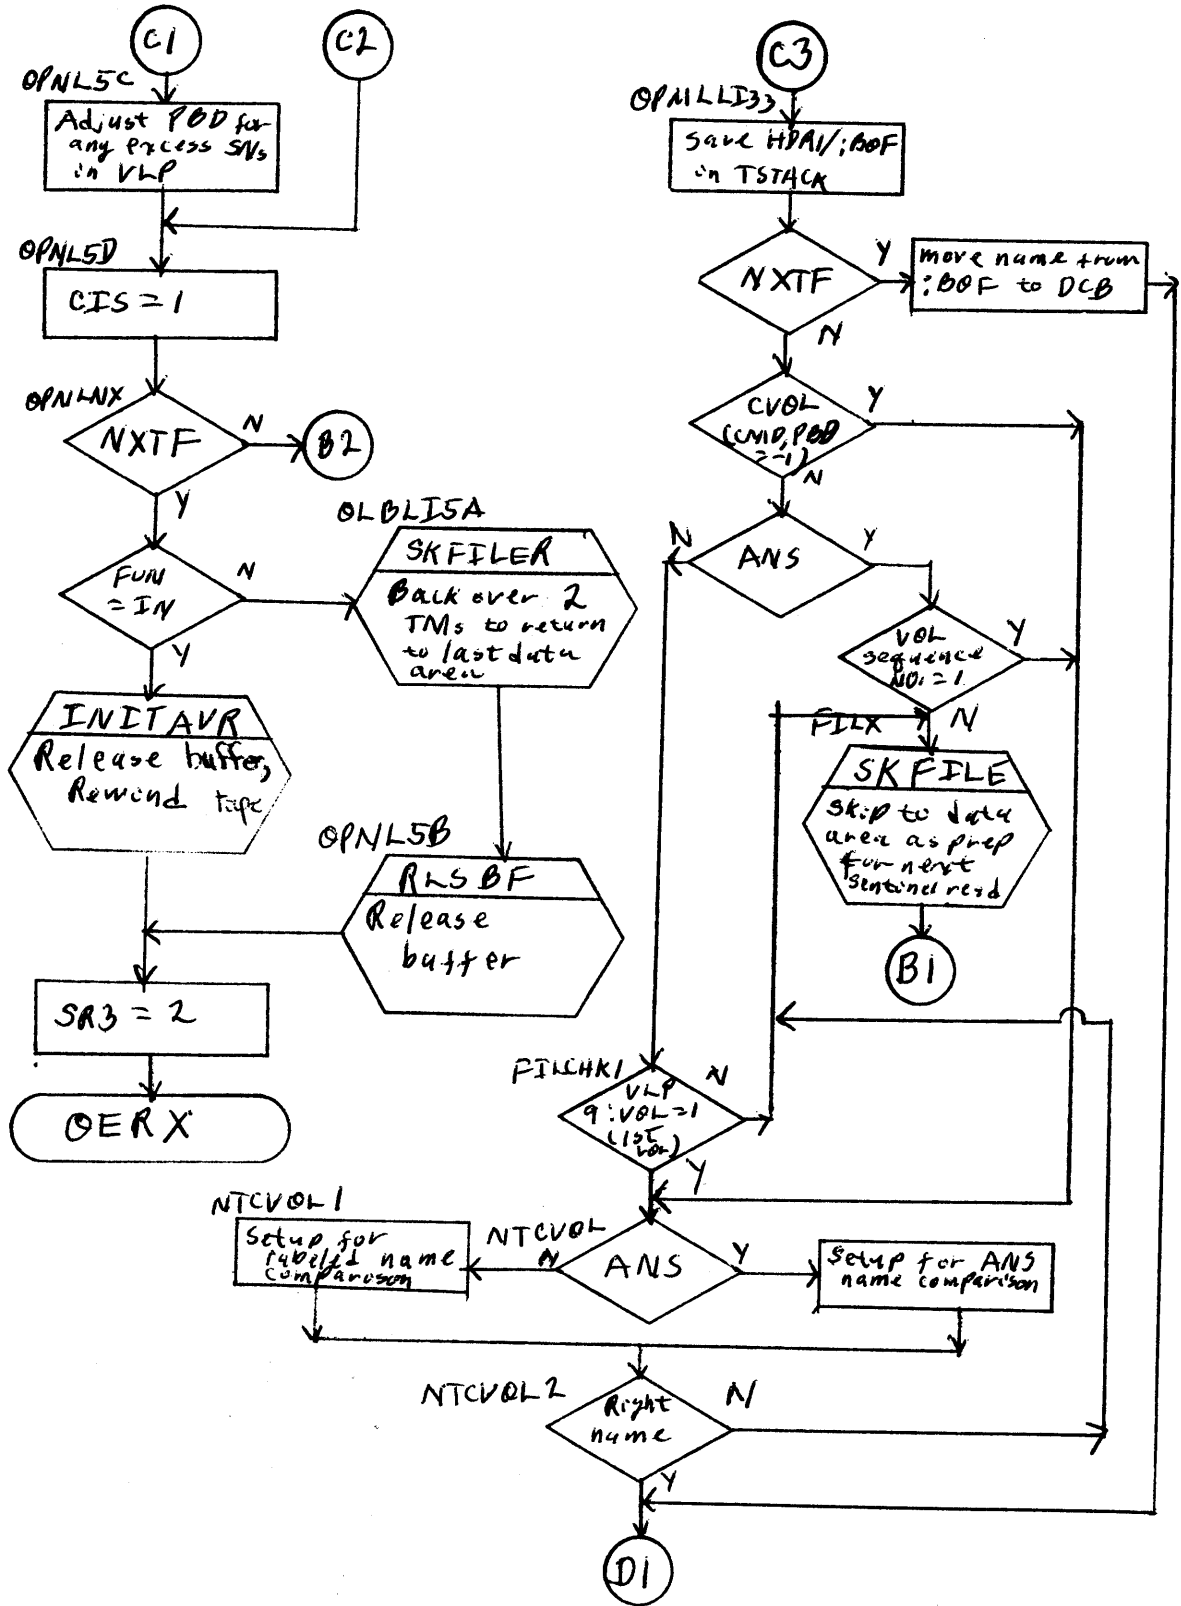 C1
C2
OPNL5C
Adjust PBD for
any excess SNs
in VLP
OPNL5D
CIS = 1
OPNLNX
NXTF
N
B2
Y
FUN
= IN
N
Y
OLBLI5A
SKFILER
Back over 2
TMs to return
to last data
area
INITAVR
Release buffer,
Rewind tape
OPNL5B
RLSBF
Release
buffer
SR3 = 2
OERX
C3
OPNLLI33
Save HDR1/:BOF
in TSTACK
NXTF
Y
move name from
:BOF to DCB
N
CVOL
(CVID, PBD
= -1)
Y
N
ANS
N
Y
VOL
sequence
NO. = 1
Y
N
FILX
SKFILE
Skip to data
area as prep
for next
Sentinel read
B1
FILCHK1
VLP
9:VOL=1
(1st
VOL)
N
Y
NTCVOL1
Setup for
labeled name
comparison
NTCVOL
N
ANS
Y
Setup for ANS
name comparison
NTCVOL2
Right
name
N
Y
D1